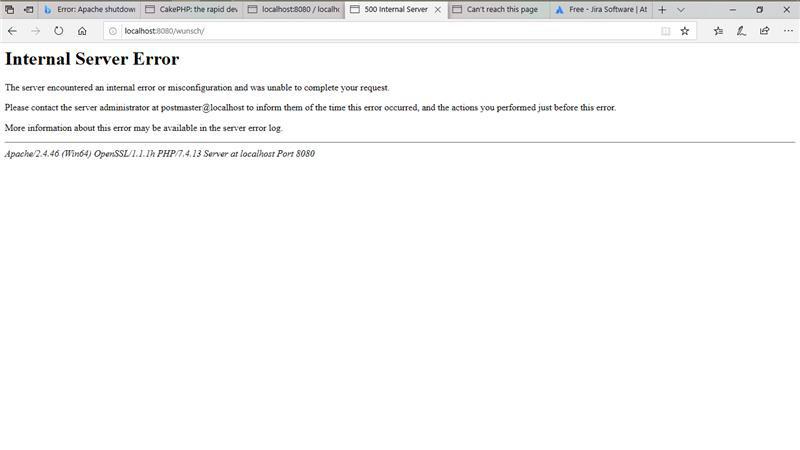 Error: Apache shutdown
CakePHP: the rapid dev
localhost:8080 / localho
500 Internal Server
Can't reach this page
Free - Jira Software | At
localhost:8080/wunsch/
Internal Server Error
The server encountered an internal error or misconfiguration and was unable to complete your request.
Please contact the server administrator at postmaster@localhost to inform them of the time this error occurred, and the actions you performed just before this error.
More information about this error may be available in the server error log.
Apache/2.4.46 (Win64) OpenSSL/1.1.1h PHP/7.4.13 Server at localhost Port 8080